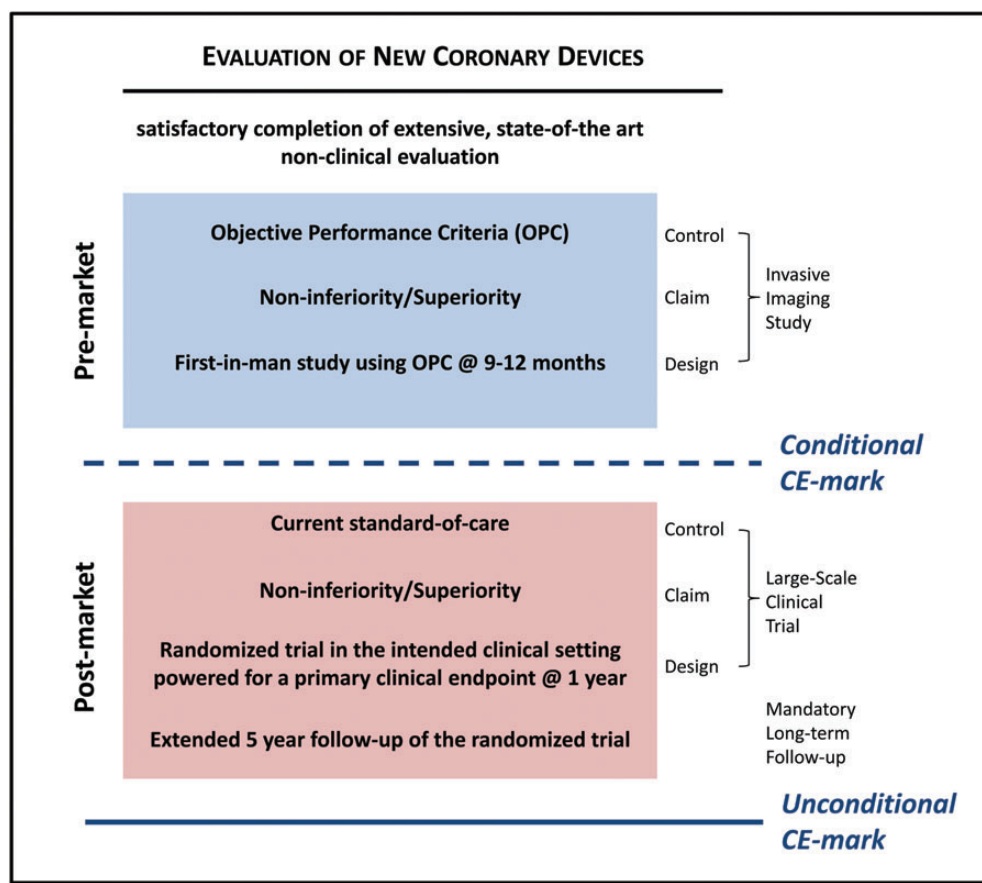 EVALUATION OF NEW CORONARY DEVICES
satisfactory completion of extensive, state-of-the art
non-clinical evaluation
Pre-market
Objective Performance Criteria (OPC)
Control
Non-inferiority/Superiority
Claim
First-in-man study using OPC @ 9-12 months
Design
Invasive
Imaging
Study
Conditional
CE-mark
Post-market
Current standard-of-care
Control
Non-inferiority/Superiority
Claim
Randomized trial in the intended clinical setting
powered for a primary clinical endpoint @ 1 year
Design
Large-Scale
Clinical
Trial
Extended 5 year follow-up of the randomized trial
Mandatory
Long-term
Follow-up
Unconditional
CE-mark